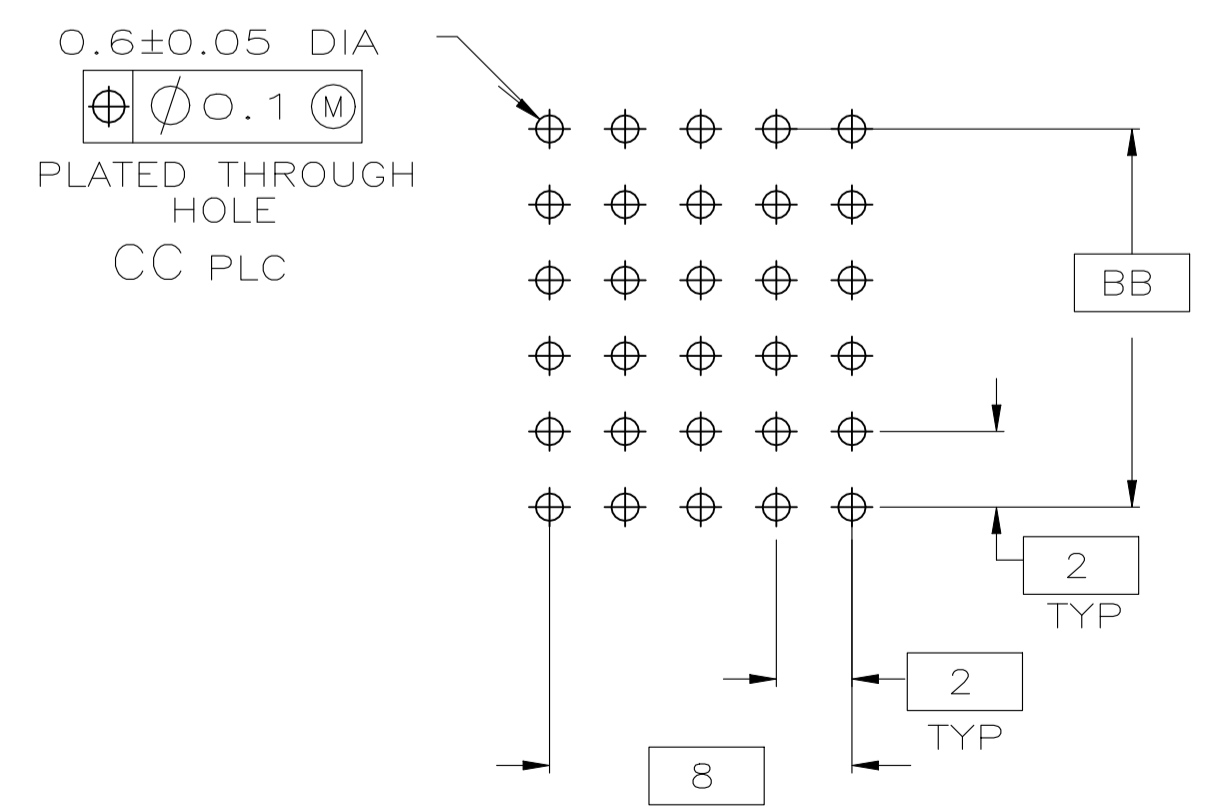 0.6±0.05 DIA
⌖ ⌀0.1 Ⓜ
PLATED THROUGH
HOLE
CC PLC
BB
2
TYP
2
TYP
8